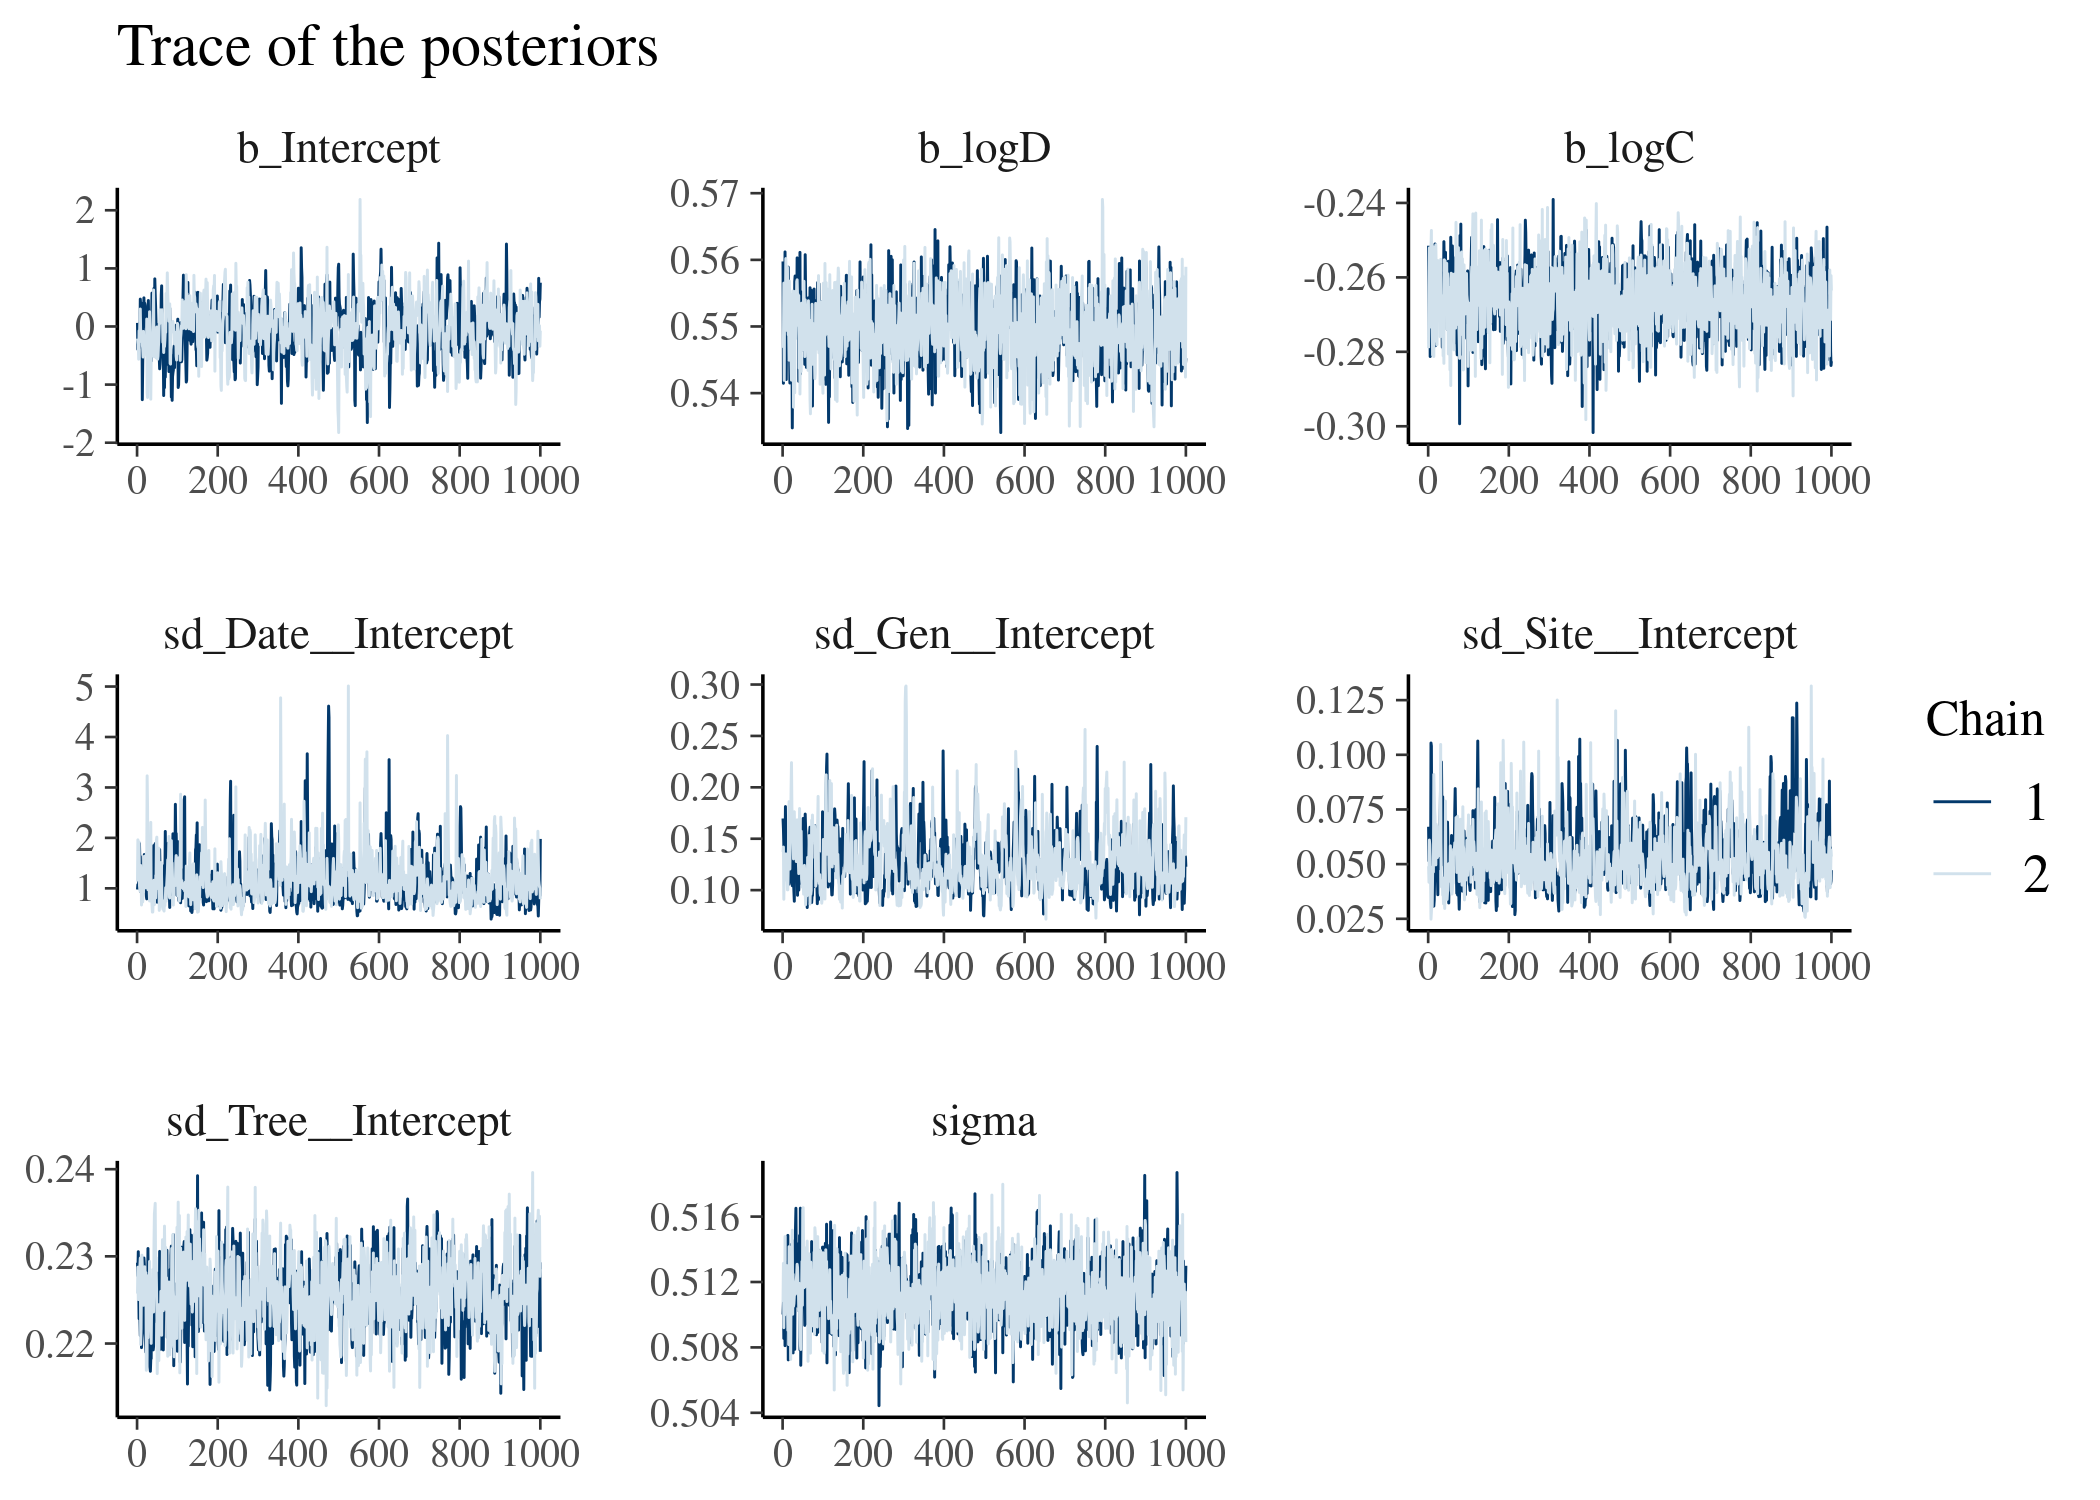 Trace of the posteriors
b_Intercept b_logD b_logC
2
1
0
-1
-2
0 200 400 600 800 1000
0.57
0.56
0.55
0.54
0 200 400 600 800 1000
-0.24
-0.26
-0.28
-0.30
0 200 400 600 800 1000
sd_Date__Intercept sd_Gen__Intercept sd_Site__Intercept
5
4
3
2
1
0 200 400 600 800 1000
0.30
0.25
0.20
0.15
0.10
0 200 400 600 800 1000
0.125
0.100
0.075
0.050
0.025
0 200 400 600 800 1000
Chain
1
2
sd_Tree__Intercept sigma
0.24
0.23
0.22
0 200 400 600 800 1000
0.516
0.512
0.508
0.504
0 200 400 600 800 1000